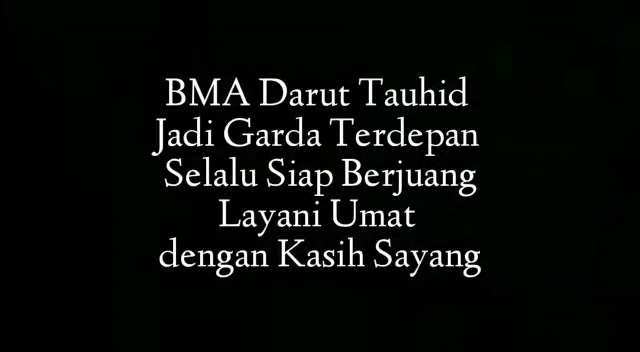 BMA Darut Tauhid
Jadi Garda Terdepan
Selalu Siap Berjuang
Layani Umat
dengan Kasih Sayang